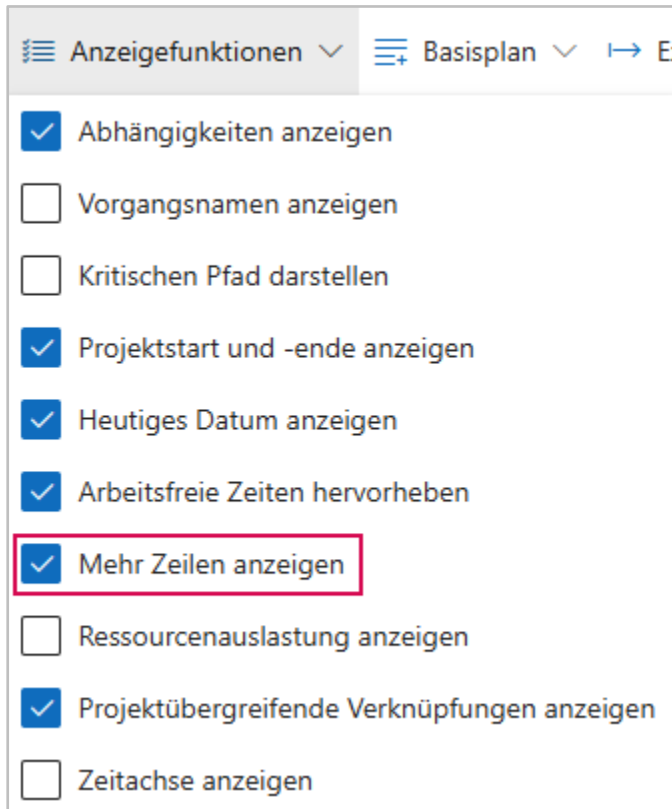 Anzeigefunktionen Basisplan
Abhängigkeiten anzeigen
Vorgangsnamen anzeigen
Kritischen Pfad darstellen
Projektstart und -ende anzeigen
Heutiges Datum anzeigen
Arbeitsfreie Zeiten hervorheben
Mehr Zeilen anzeigen
Ressourcenauslastung anzeigen
Projektübergreifende Verknüpfungen anzeigen
Zeitachse anzeigen